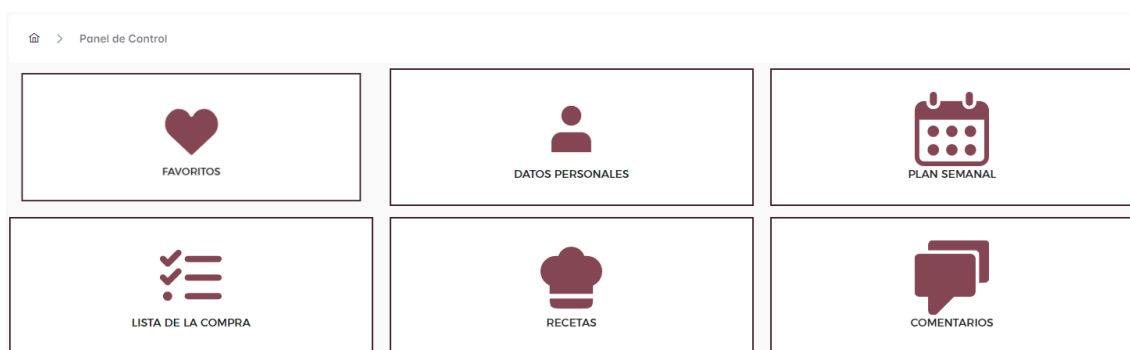 Panel de Control
FAVORITOS
DATOS PERSONALES
PLAN SEMANAL
LISTA DE LA COMPRA
RECETAS
COMENTARIOS